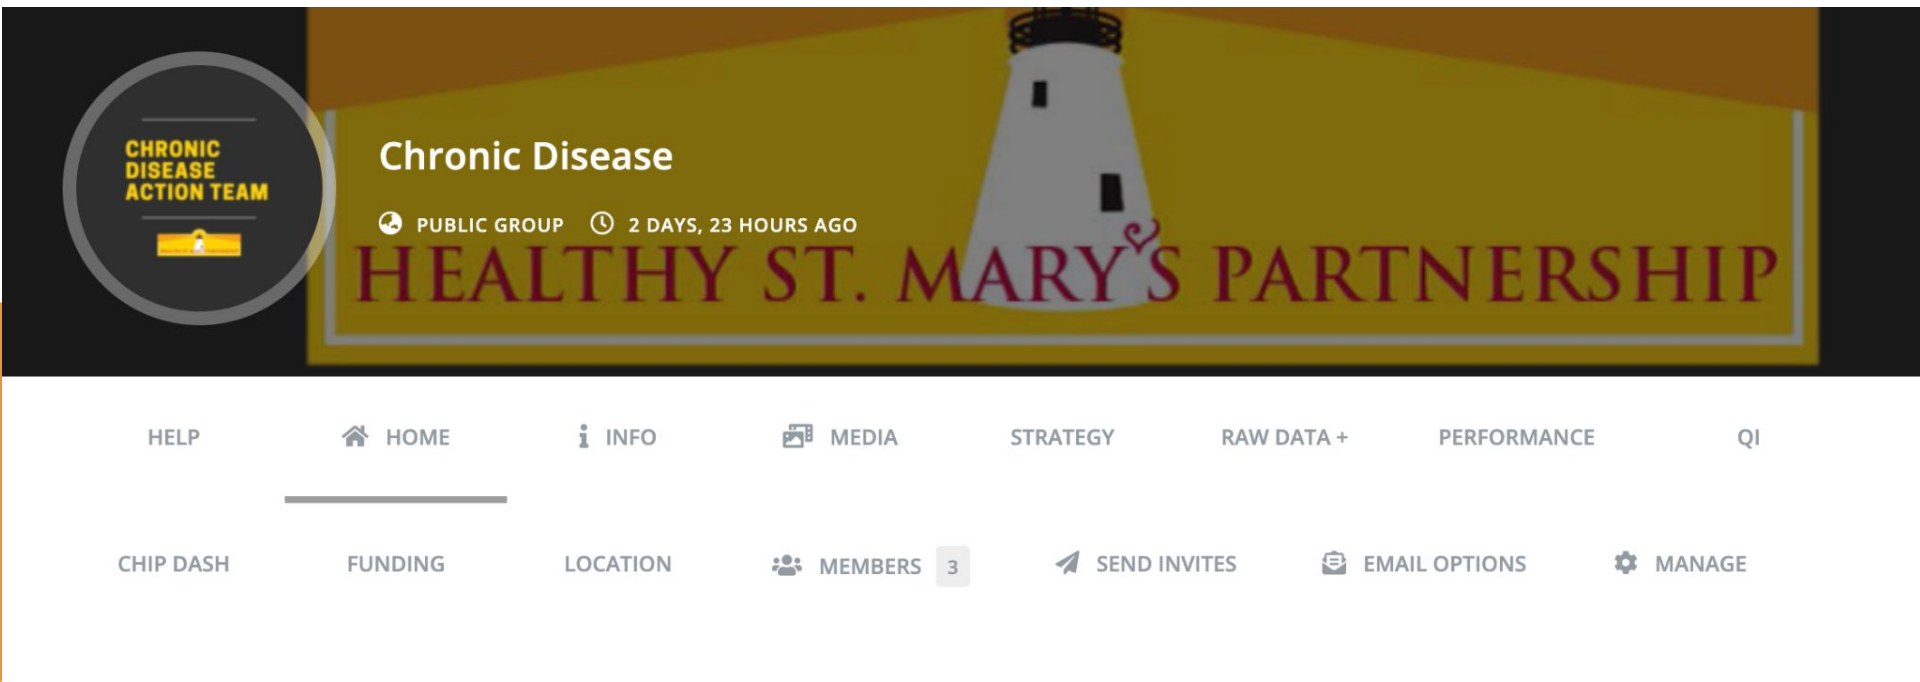 CHRONIC
DISEASE
ACTION TEAM
Chronic Disease
PUBLIC GROUP 2 DAYS, 23 HOURS AGO
HEALTHY ST. MARY'S PARTNERSHIP
HELP HOME INFO MEDIA STRATEGY RAW DATA + PERFORMANCE QI
CHIP DASH FUNDING LOCATION MEMBERS 3 SEND INVITES EMAIL OPTIONS MANAGE